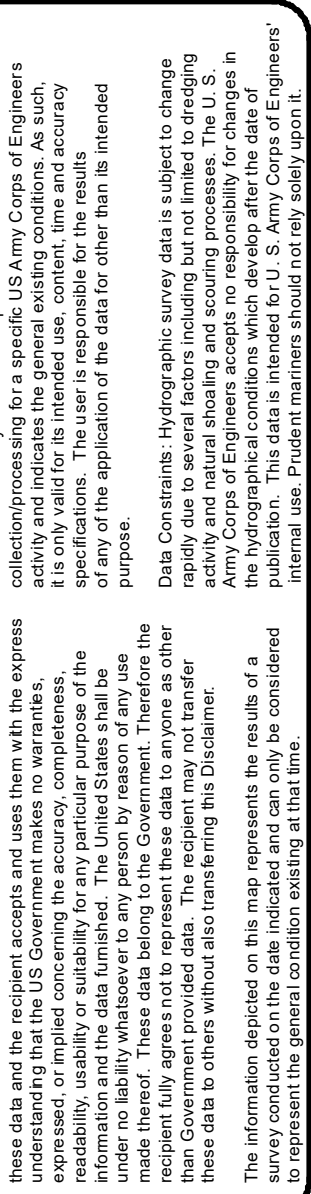 these data and the recipient accepts and uses them with the express
understanding that the US Government makes no warranties,
expressed, or implied concerning the accuracy, completeness,
readability, usability or suitability for any particular purpose of the
information and the data furnished. The United States shall be
under no liability whatsoever to any person by reason of any use
made thereof. These data belong to the Government. Therefore the
recipient fully agrees not to represent these data to anyone as other
than Government provided data. The recipient may not transfer
these data to others without also transferring this Disclaimer.
The information depicted on this map represents the results of a
survey conducted on the date indicated and can only be considered
to represent the general condition existing at that time.
collection/processing for a specific US Army Corps of Engineers
activity and indicates the general existing conditions. As such,
it is only valid for its intended use, content, time and accuracy
specifications. The user is responsible for the results
of any of the application of the data for other than its intended
purpose.
Data Constraints: Hydrographic survey data is subject to change
rapidly due to several factors including but not limited to dredging
activity and natural shoaling and scouring processes. The U. S.
Army Corps of Engineers accepts no responsibility for changes in
the hydrographical conditions which develop after the date of
publication. This data is intended for U. S. Army Corps of Engineers'
internal use. Prudent mariners should not rely solely upon it.